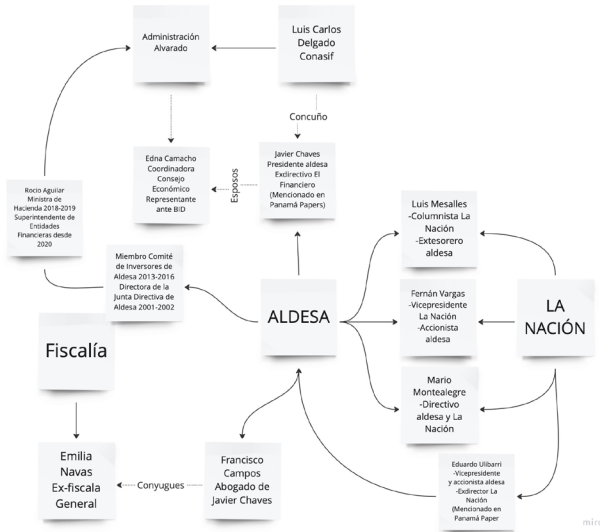 Administración
Alvarado
Luis Carlos
Delgado
Conasif
Concuño
Edna Camacho
Coordinadora
Consejo
Económico
Representante
ante BID
Esposos
Javier Chaves
Presidente aldesa
Exdirectivo El
Financiero
(Mencionado en
Panamá Papers)
Rocio Aguilar
Ministra de
Hacienda 2018-2019
Superintendente de
Entidades
Financieras desde
2020
Miembro Comité
de Inversores de
Aldesa 2013-2016
Directora de la
Junta Directiva de
Aldesa 2001-2002
Luis Mesalles
-Columnista La
Nación
-Extesorero
aldesa
ALDESA
Fernán Vargas
-Vicepresidente
La Nación
-Accionista
aldesa
LA
NACIÓN
Fiscalía
Mario
Montealegre
-Directivo
aldesa y La
Nación
Emilia
Navas
Ex-fiscala
General
Conyugues
Francisco
Campos
Abogado de
Javier Chaves
Eduardo Ulibarri
-Vicepresidente
y accionista aldesa
-Exdirector La
Nación
(Mencionado en
Panamá Paper
miro